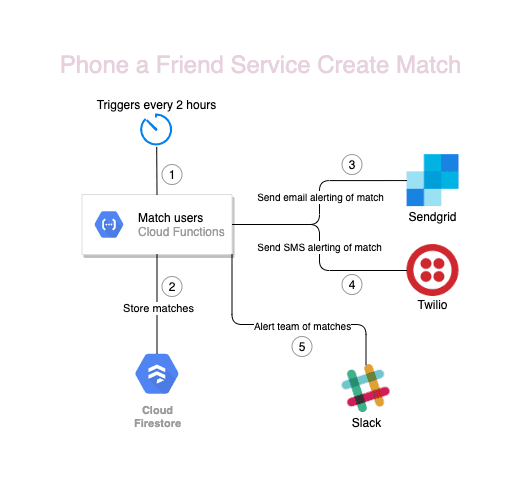 Phone a Friend Service Create Match
Triggers every 2 hours
1
3
Send email alerting of match
Sendgrid
Match users
Cloud Functions
Send SMS alerting of match
2
4
Store matches
Twilio
Alert team of matches
5
Cloud
Firestore
Slack